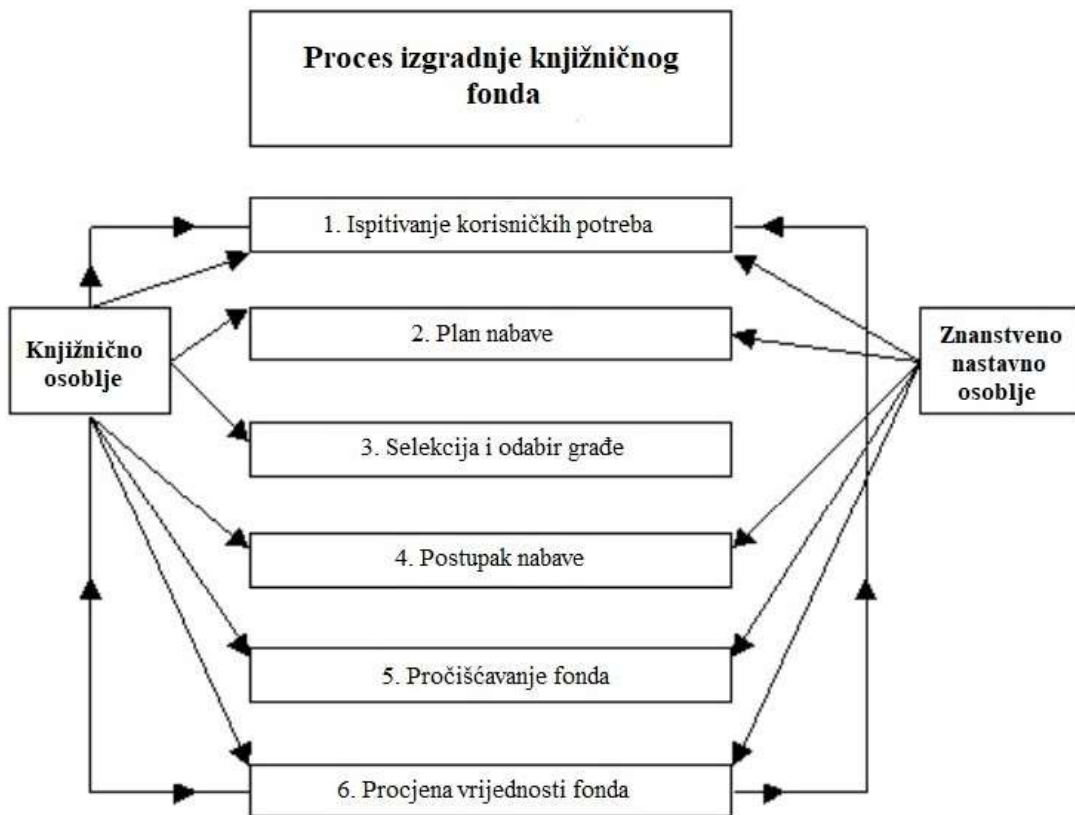 Proces izgradnje knjižničnog
fonda
1. Ispitivanje korisničkih potreba
Knjižnično
osoblje
2. Plan nabave
Znanstveno
nastavno
osoblje
3. Selekcija i odabir građe
4. Postupak nabave
5. Pročišćavanje fonda
6. Procjena vrijednosti fonda